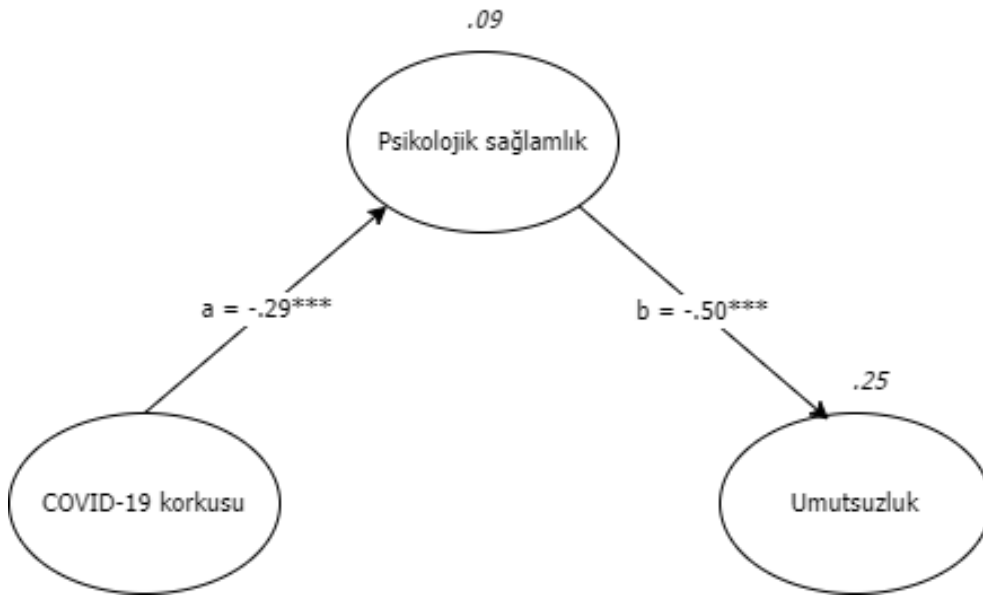 .09
Psikolojik sağlamlık
a = -.29***
b = -.50***
.25
COVID-19 korkusu
Umutsuzluk